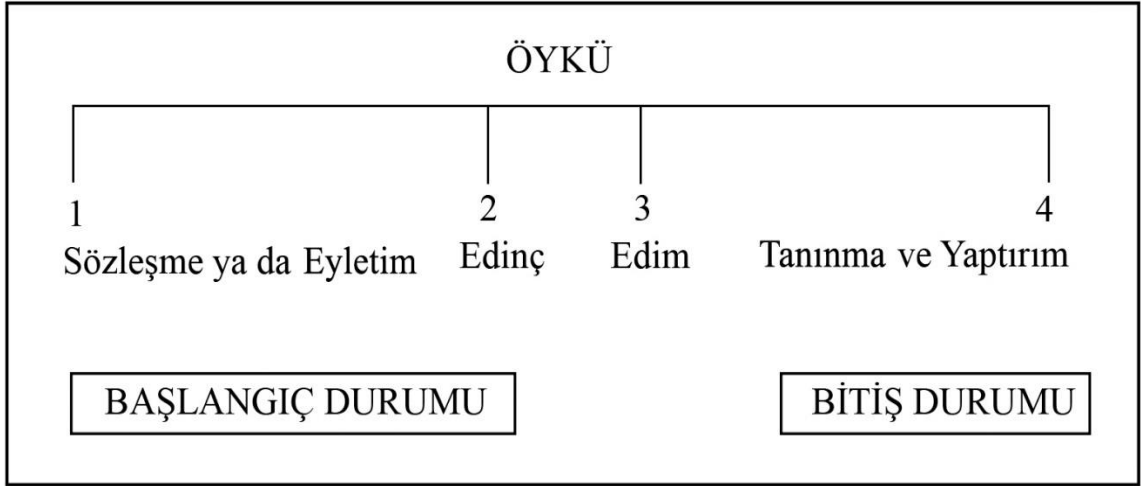 ÖYKÜ
1 2 3 4
Sözleşme ya da Eyletim Edinç Edim Tanınma ve Yaptırım
BAŞLANGIÇ DURUMU BİTİŞ DURUMU